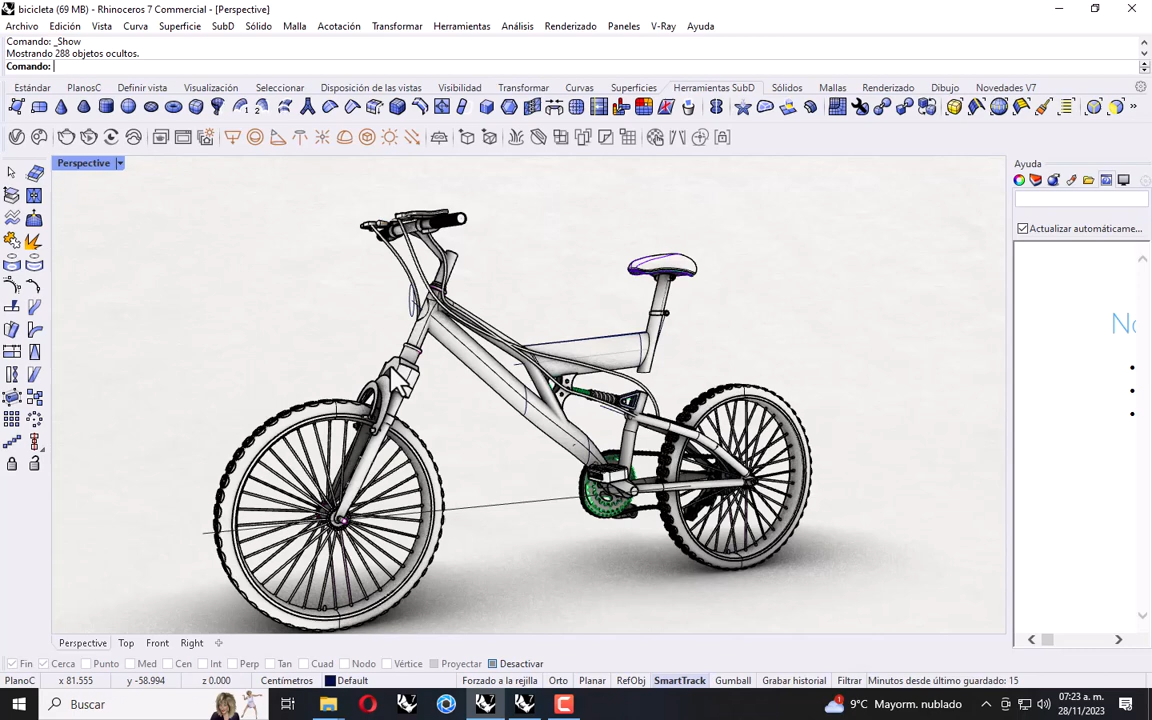 bicicleta (69 MB) - Rhinoceros 7 Commercial - [Perspective]
Archivo Edición Vista Curva Superficie SubD Sólido Malla Acotación Transformar Herramientas Análisis Renderizado Paneles V-Ray Ayuda
Comando: _Show
Mostrando 288 objetos ocultos.
Comando:
Estándar PlanosC Definir vista Visualización Seleccionar Disposición de las vistas Visibilidad Transformar Curvas Superficies Herramientas SubD Sólidos Mallas Renderizado Dibujo Novedades V7
Perspective
Ayuda
Actualizar automáticame...
Perspective Top Front Right
Fin Cerca Punto Med Cen Int Perp Tan Cuad Nodo Vértice Proyectar Desactivar
PlanoC x 81.555 y -58.994 z 0.000 Centímetros Default Forzado a la rejilla Orto Planar RefObj SmartTrack Gumball Grabar historial Filtrar Minutos desde último guardado: 15
Buscar
9°C Mayorm. nublado
07:23 a. m.
28/11/2023